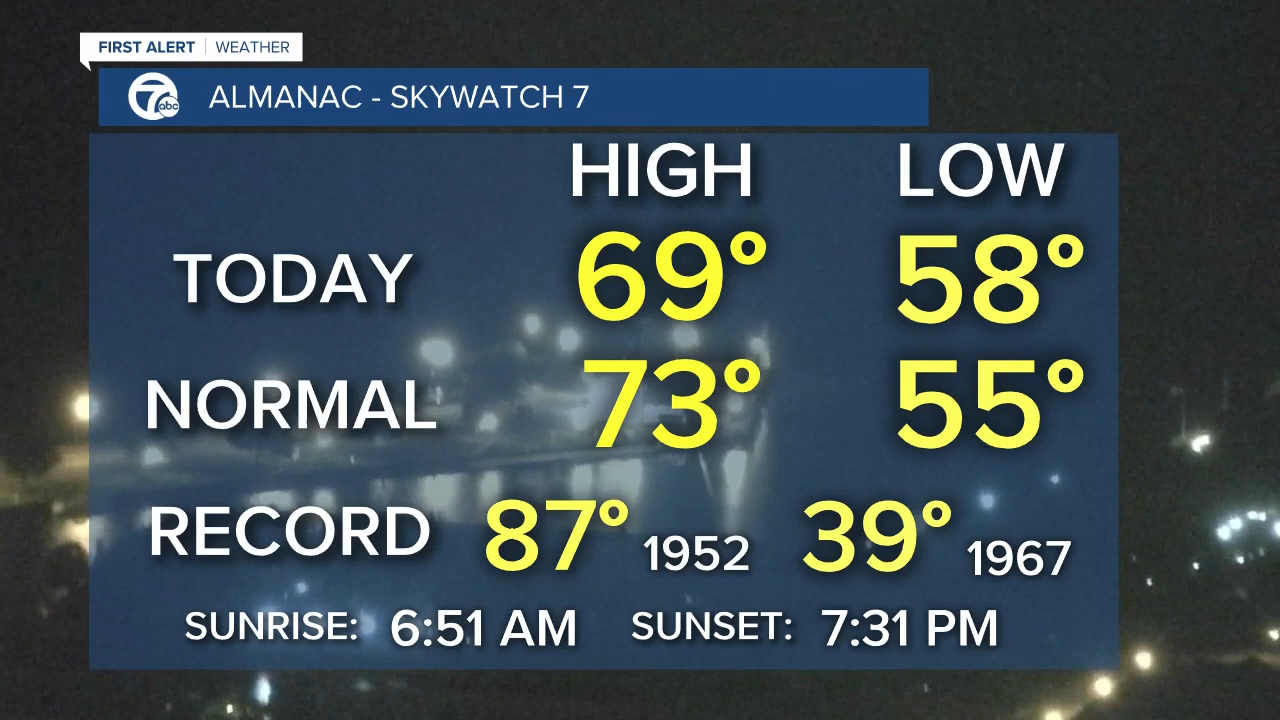 FIRST ALERT | WEATHER
7 abc ALMANAC - SKYWATCH 7
HIGH LOW
TODAY 69° 58°
NORMAL 73° 55°
RECORD 87° 1952 39° 1967
SUNRISE: 6:51 AM SUNSET: 7:31 PM